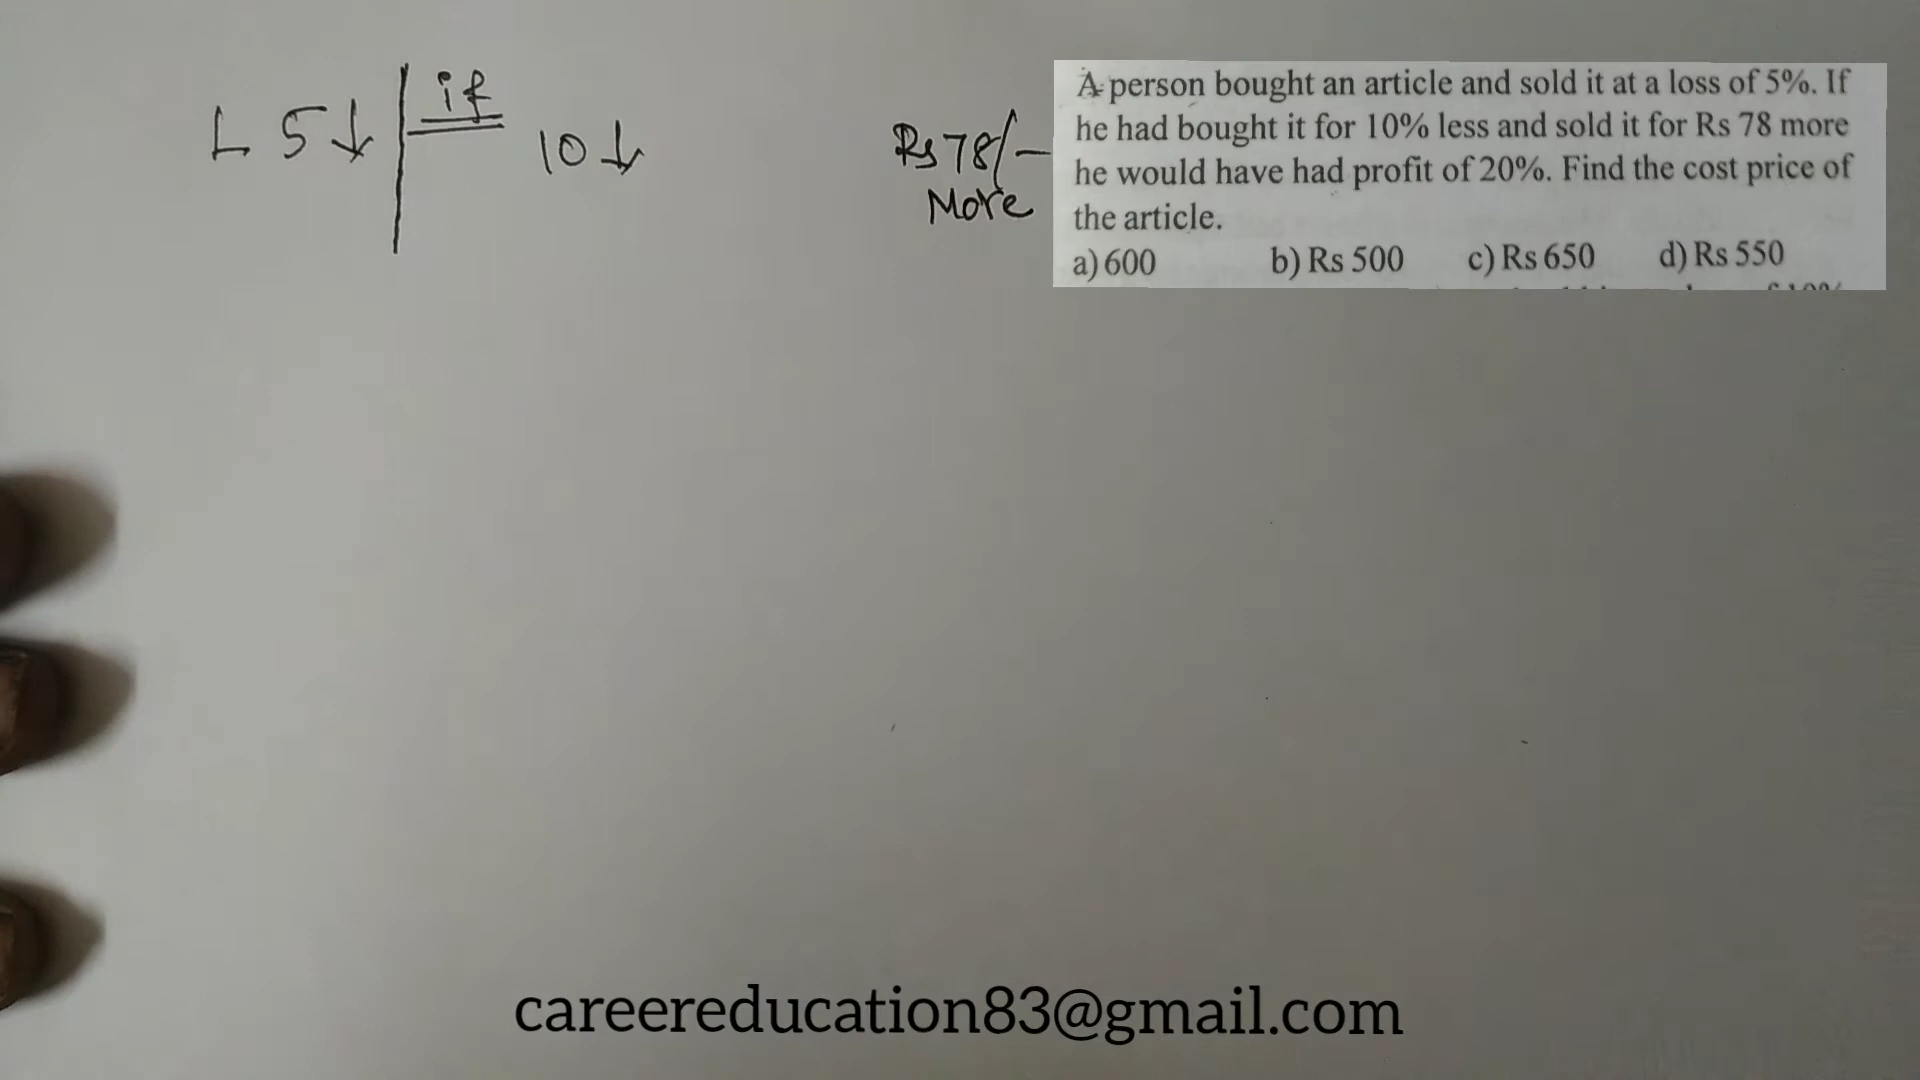 L 5↓ if 10↓ Rs 78/-
More
A person bought an article and sold it at a loss of 5%. If
he had bought it for 10% less and sold it for Rs 78 more
he would have had profit of 20%. Find the cost price of
the article.
a) 600 b) Rs 500 c) Rs 650 d) Rs 550
careereducation83@gmail.com